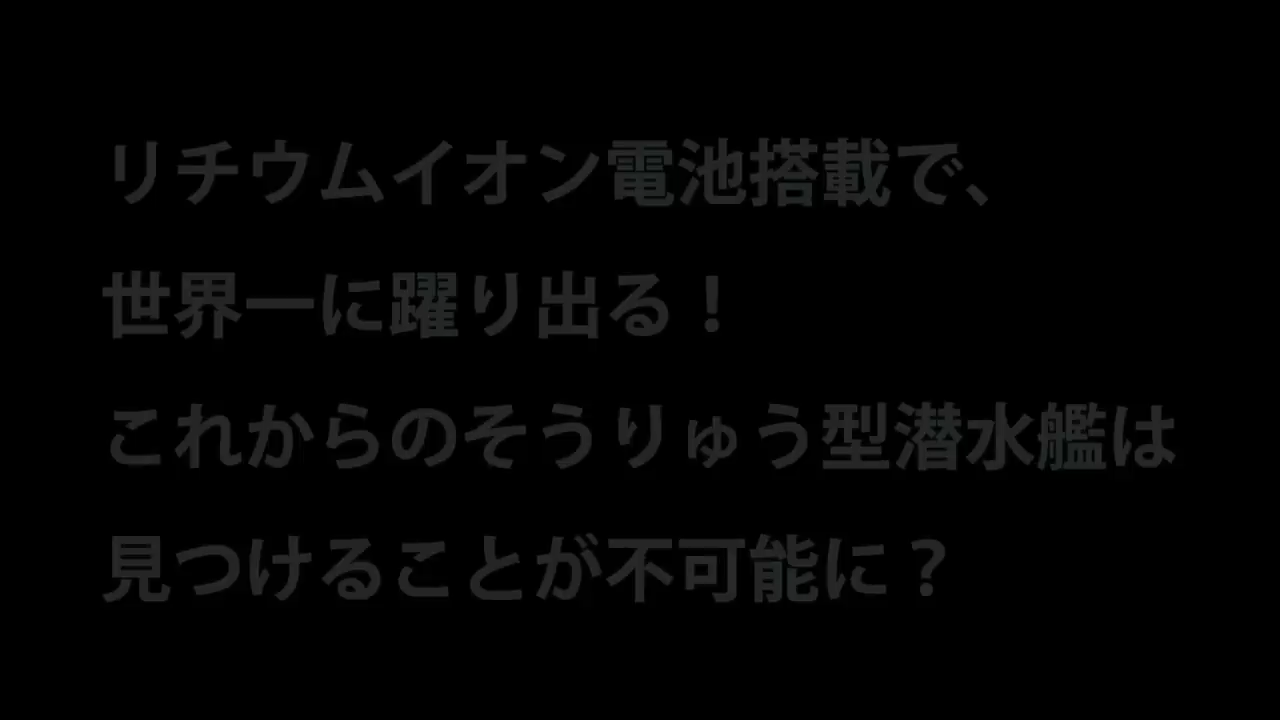 リチウムイオン電池搭載で、
世界一に躍り出る！
これからのそうりゅう型潜水艦は
見つけることが不可能に？